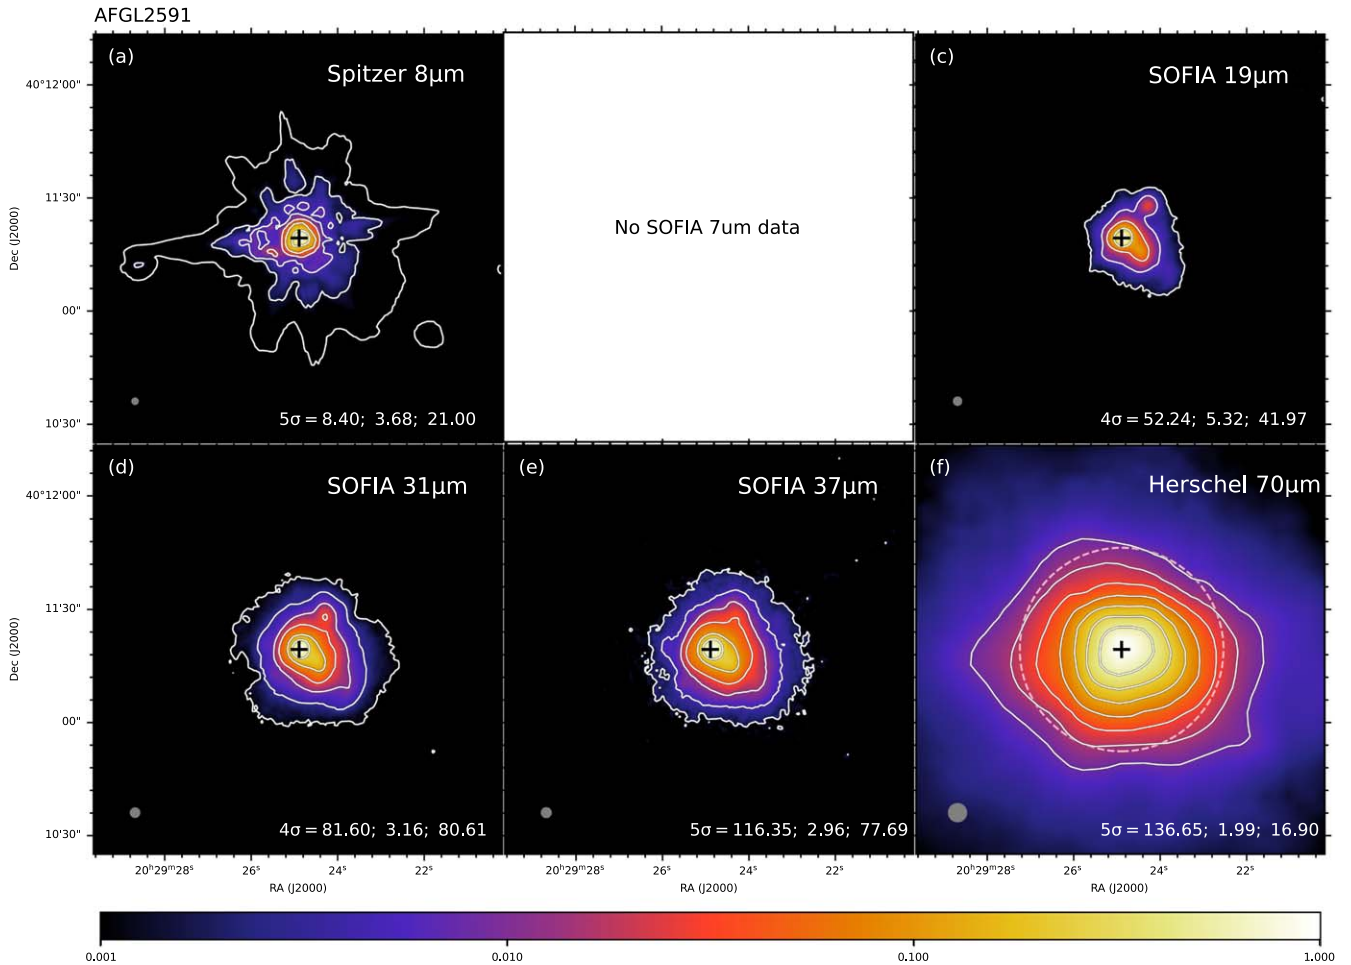 AFGL2591
(a)
Spitzer 8μm
40°12'00"
11'30"
00"
10'30"
Dec (J2000)
5σ = 8.40; 3.68; 21.00
No SOFIA 7um data
(c)
SOFIA 19μm
4σ = 52.24; 5.32; 41.97
(d)
SOFIA 31μm
40°12'00"
11'30"
00"
10'30"
Dec (J2000)
4σ = 81.60; 3.16; 80.61
(e)
SOFIA 37μm
5σ = 116.35; 2.96; 77.69
(f)
Herschel 70μm
5σ = 136.65; 1.99; 16.90
20h29m28s 26s 24s 22s
RA (J2000)
20h29m28s 26s 24s 22s
RA (J2000)
20h29m28s 26s 24s 22s
RA (J2000)
0.001 0.010 0.100 1.000